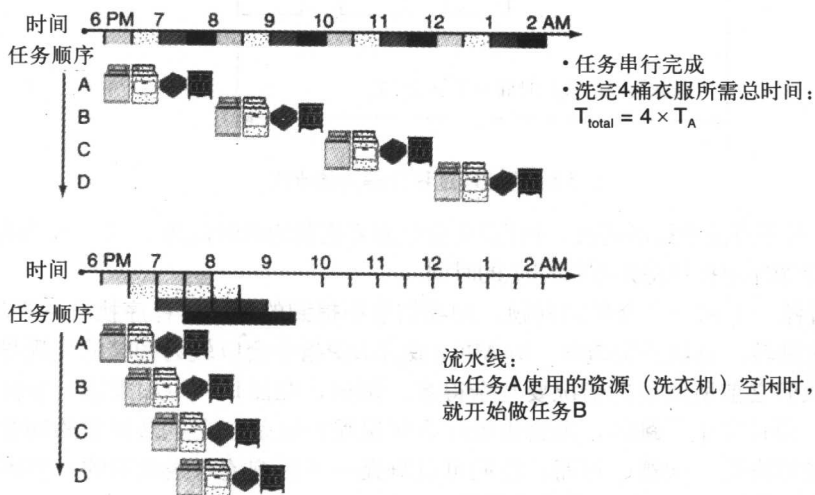 时间 6 PM 7 8 9 10 11 12 1 2 AM
任务顺序
A
B
C
D
·任务串行完成
·洗完4桶衣服所需总时间:
T_total = 4 × T_A
时间 6 PM 7 8 9 10 11 12 1 2 AM
任务顺序
A
B
C
D
流水线:
当任务A使用的资源（洗衣机）空闲时,
就开始做任务B